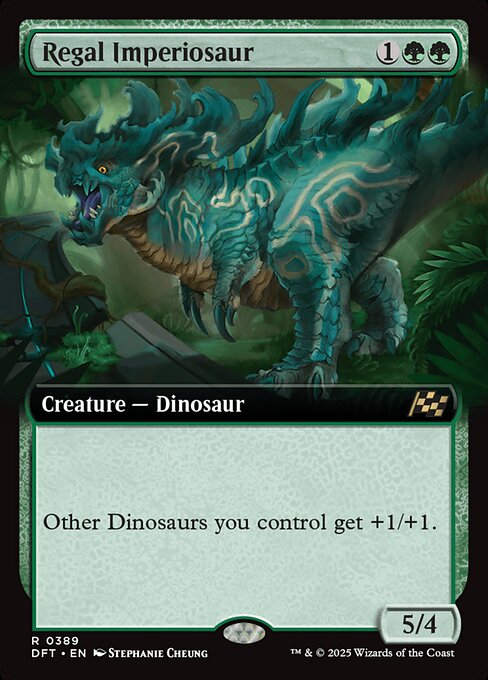 Regal Imperiosaur 1
Creature — Dinosaur
Other Dinosaurs you control get +1/+1.
5/4
R 0389
DFT • EN Stephanie Cheung
™ & © 2025 Wizards of the Coast